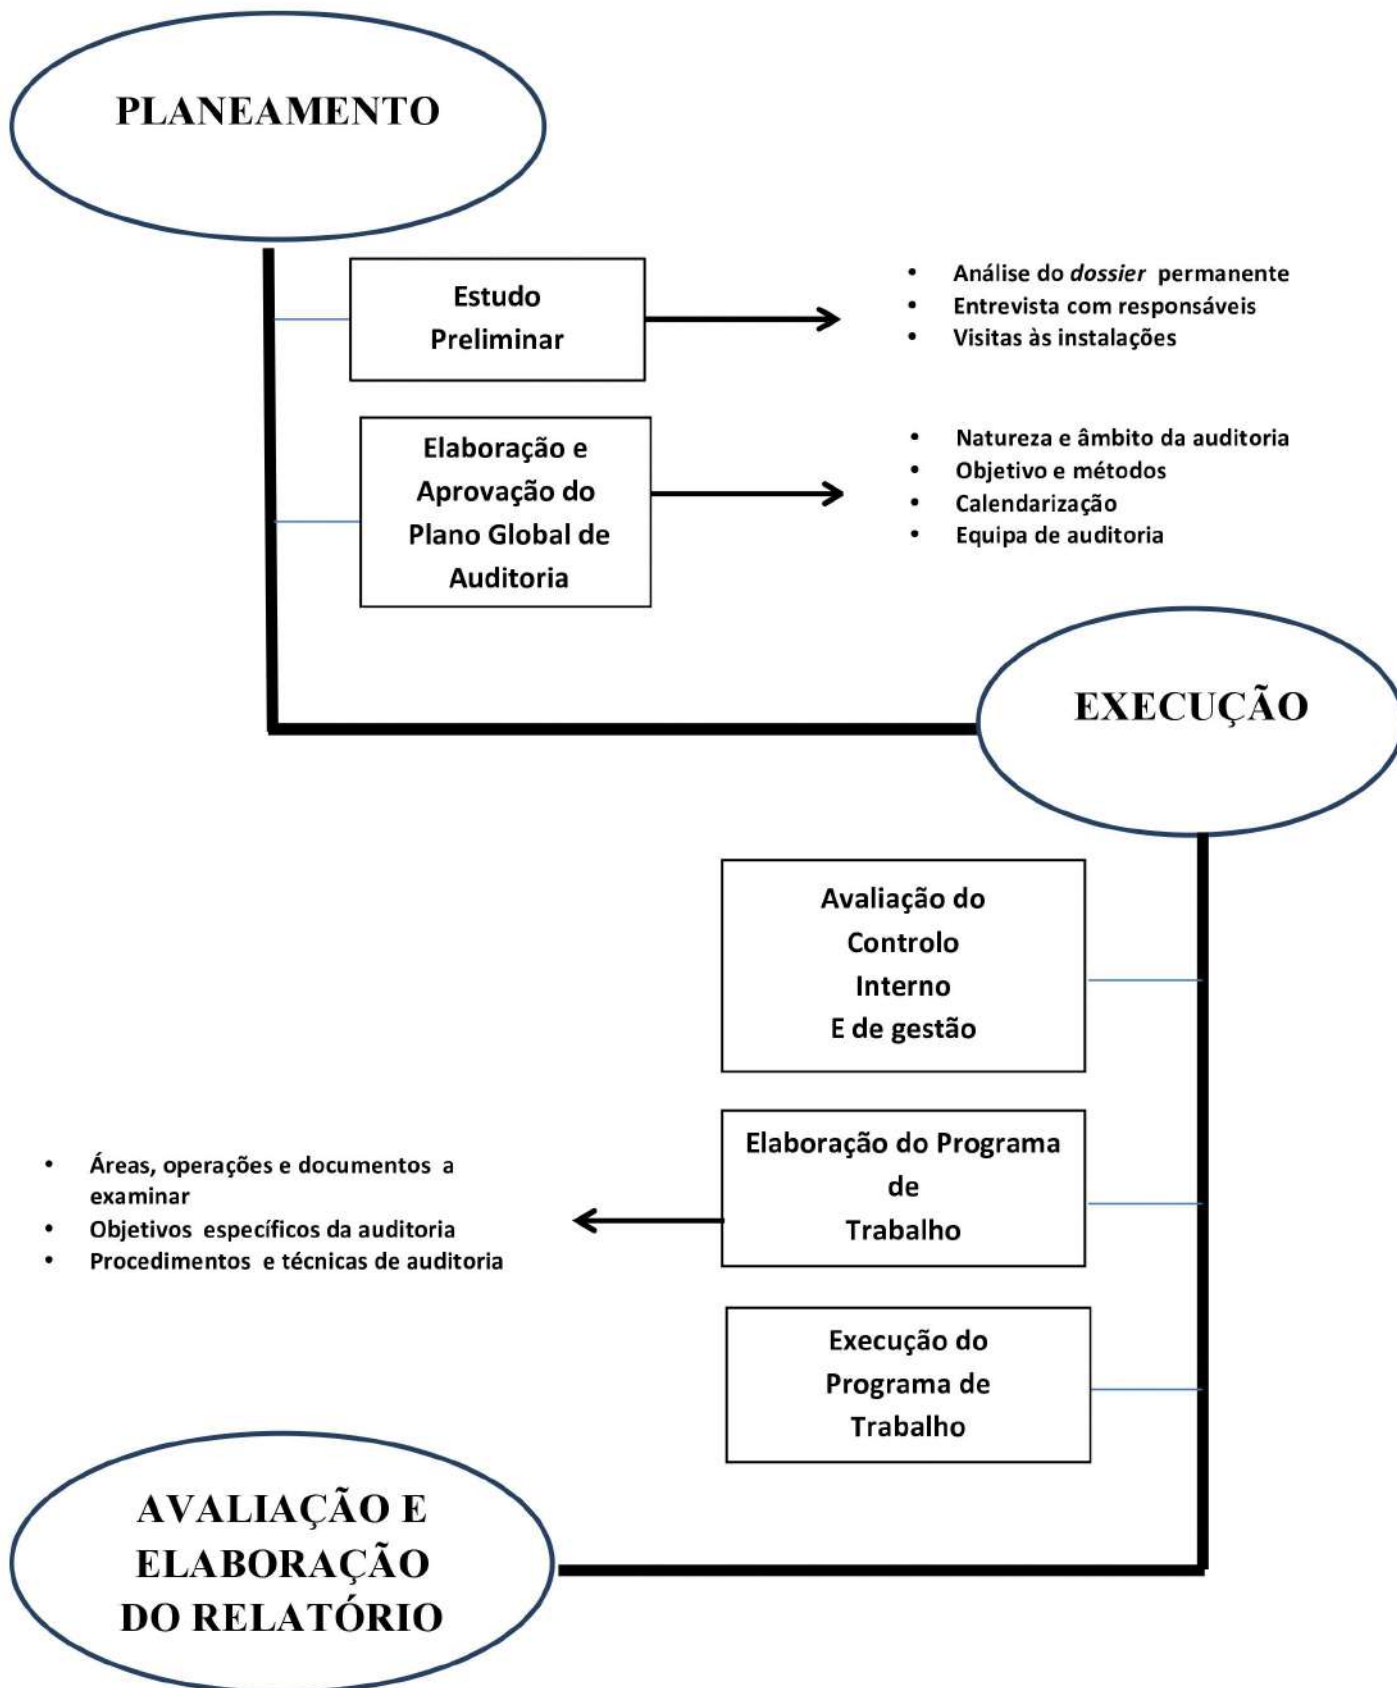 PLANEAMENTO
Estudo
Preliminar
• Análise do dossier permanente
• Entrevista com responsáveis
• Visitas às instalações
Elaboração e
Aprovação do
Plano Global de
Auditoria
• Natureza e âmbito da auditoria
• Objetivo e métodos
• Calendarização
• Equipa de auditoria
EXECUÇÃO
Avaliação do
Controlo
Interno
E de gestão
Elaboração do Programa
de
Trabalho
• Áreas, operações e documentos a
examinar
• Objetivos específicos da auditoria
• Procedimentos e técnicas de auditoria
Execução do
Programa de
Trabalho
AVALIAÇÃO E
ELABORAÇÃO
DO RELATÓRIO